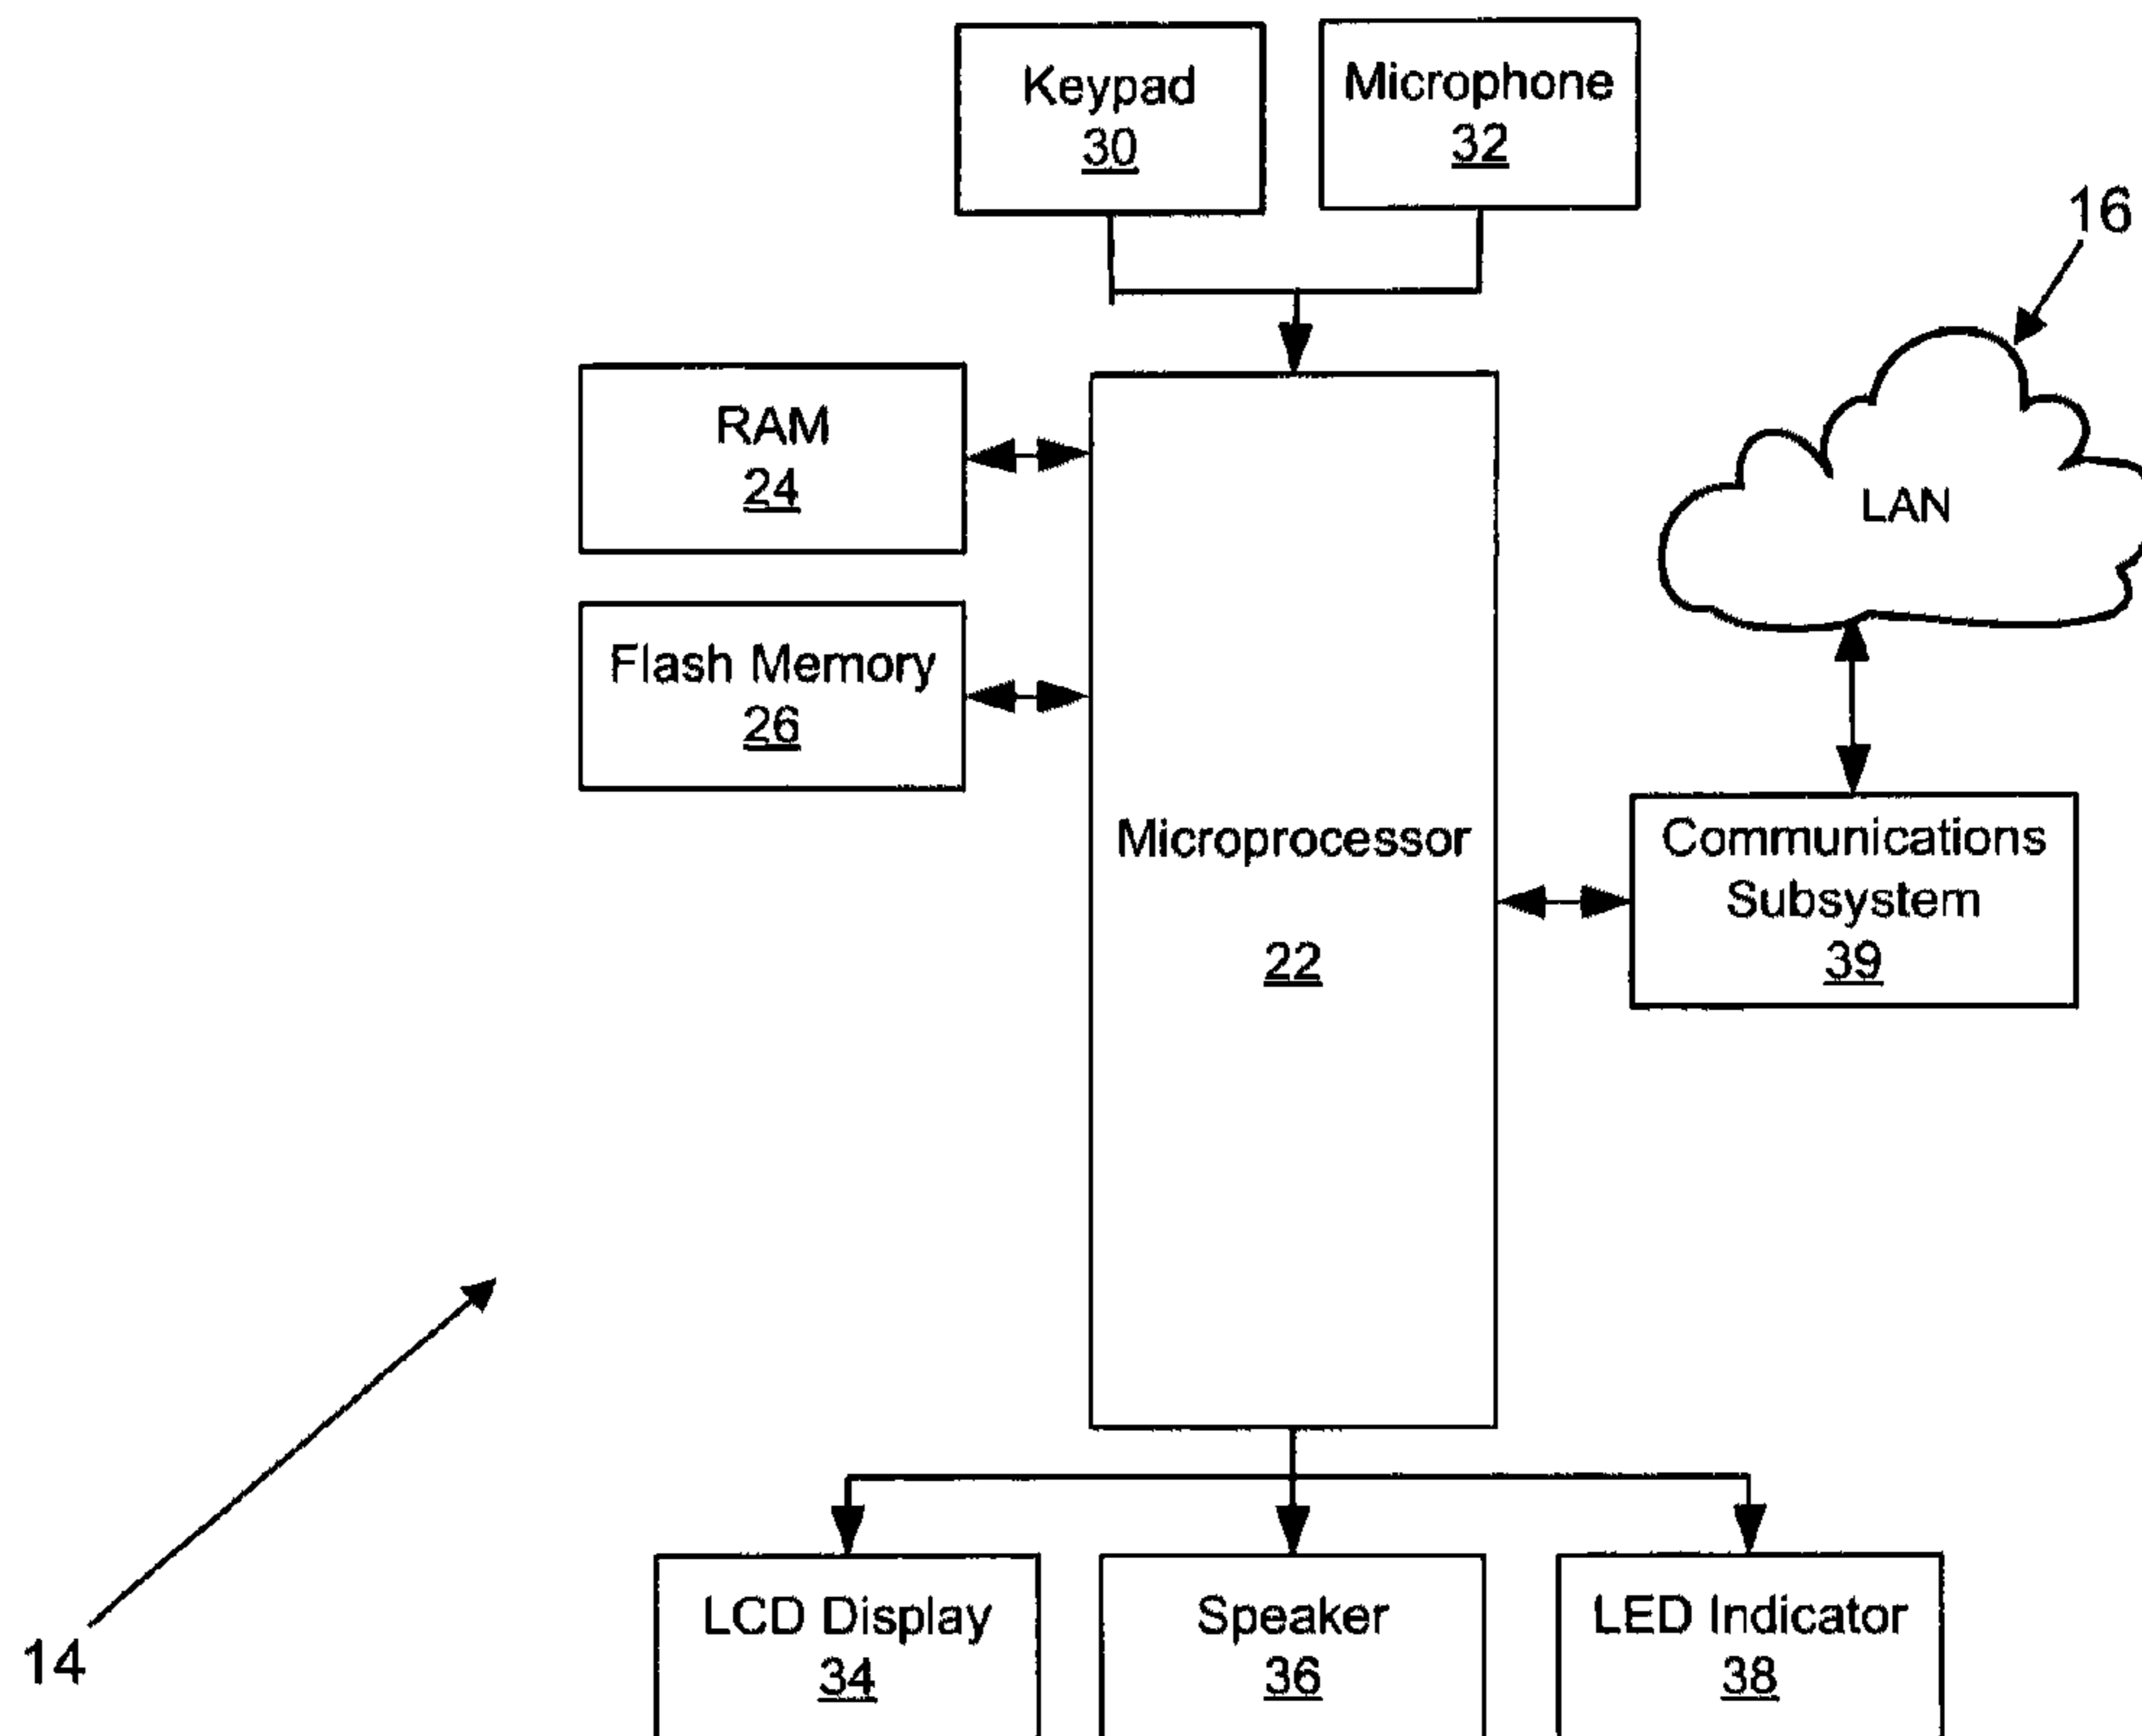 Keypad
30
Microphone
32
16
RAM
24
LAN
Flash Memory
26
Microprocessor
22
Communications
Subsystem
39
LCD Display
34
Speaker
36
LED Indicator
38
14